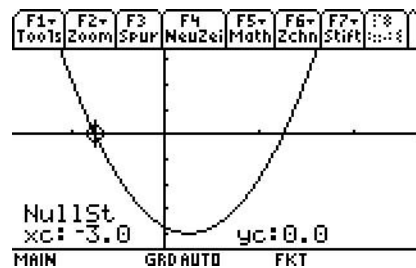 F1 F2 F3 F4 F5 F6 F7 F8
Tools Zoom Spur NeuZei Math Zchn Stift
NullSt
xc: -3.0 yc: 0.0
MAIN GRD AUTO FKT